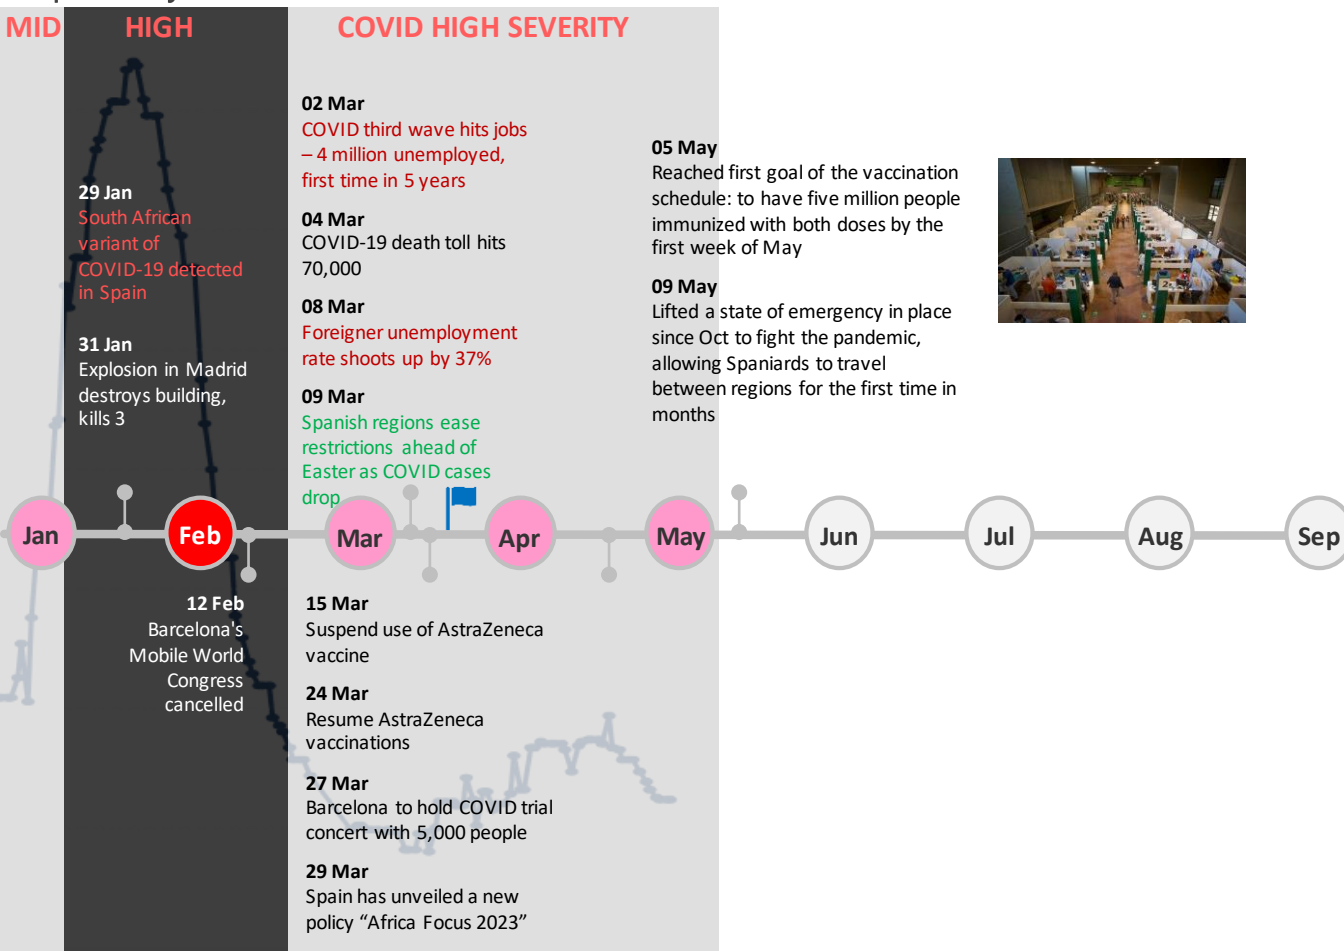 MID
HIGH
COVID HIGH SEVERITY
29 Jan
South African
variant of
COVID-19 detected
in Spain
31 Jan
Explosion in Madrid
destroys building,
kills 3
02 Mar
COVID third wave hits jobs
– 4 million unemployed,
first time in 5 years
04 Mar
COVID-19 death toll hits
70,000
08 Mar
Foreigner unemployment
rate shoots up by 37%
09 Mar
Spanish regions ease
restrictions ahead of
Easter as COVID cases
drop
05 May
Reached first goal of the vaccination
schedule: to have five million people
immunized with both doses by the
first week of May
09 May
Lifted a state of emergency in place
since Oct to fight the pandemic,
allowing Spaniards to travel
between regions for the first time in
months
Jan
Feb
Mar
Apr
May
Jun
Jul
Aug
Sep
12 Feb
Barcelona's
Mobile World
Congress
cancelled
15 Mar
Suspend use of AstraZeneca
vaccine
24 Mar
Resume AstraZeneca
vaccinations
27 Mar
Barcelona to hold COVID trial
concert with 5,000 people
29 Mar
Spain has unveiled a new
policy “Africa Focus 2023”